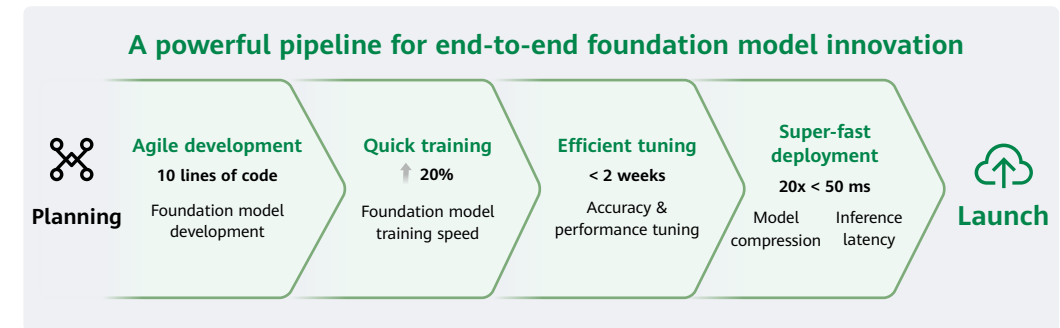 A powerful pipeline for end-to-end foundation model innovation
Planning
Agile development
10 lines of code
Foundation model
development
Quick training
20%
Foundation model
training speed
Efficient tuning
< 2 weeks
Accuracy &
performance tuning
Super-fast
deployment
20x < 50 ms
Model
compression
Inference
latency
Launch